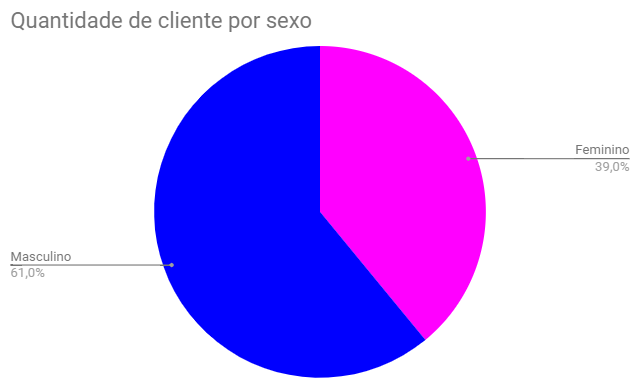 Quantidade de cliente por sexo
Feminino
39,0%
Masculino
61,0%